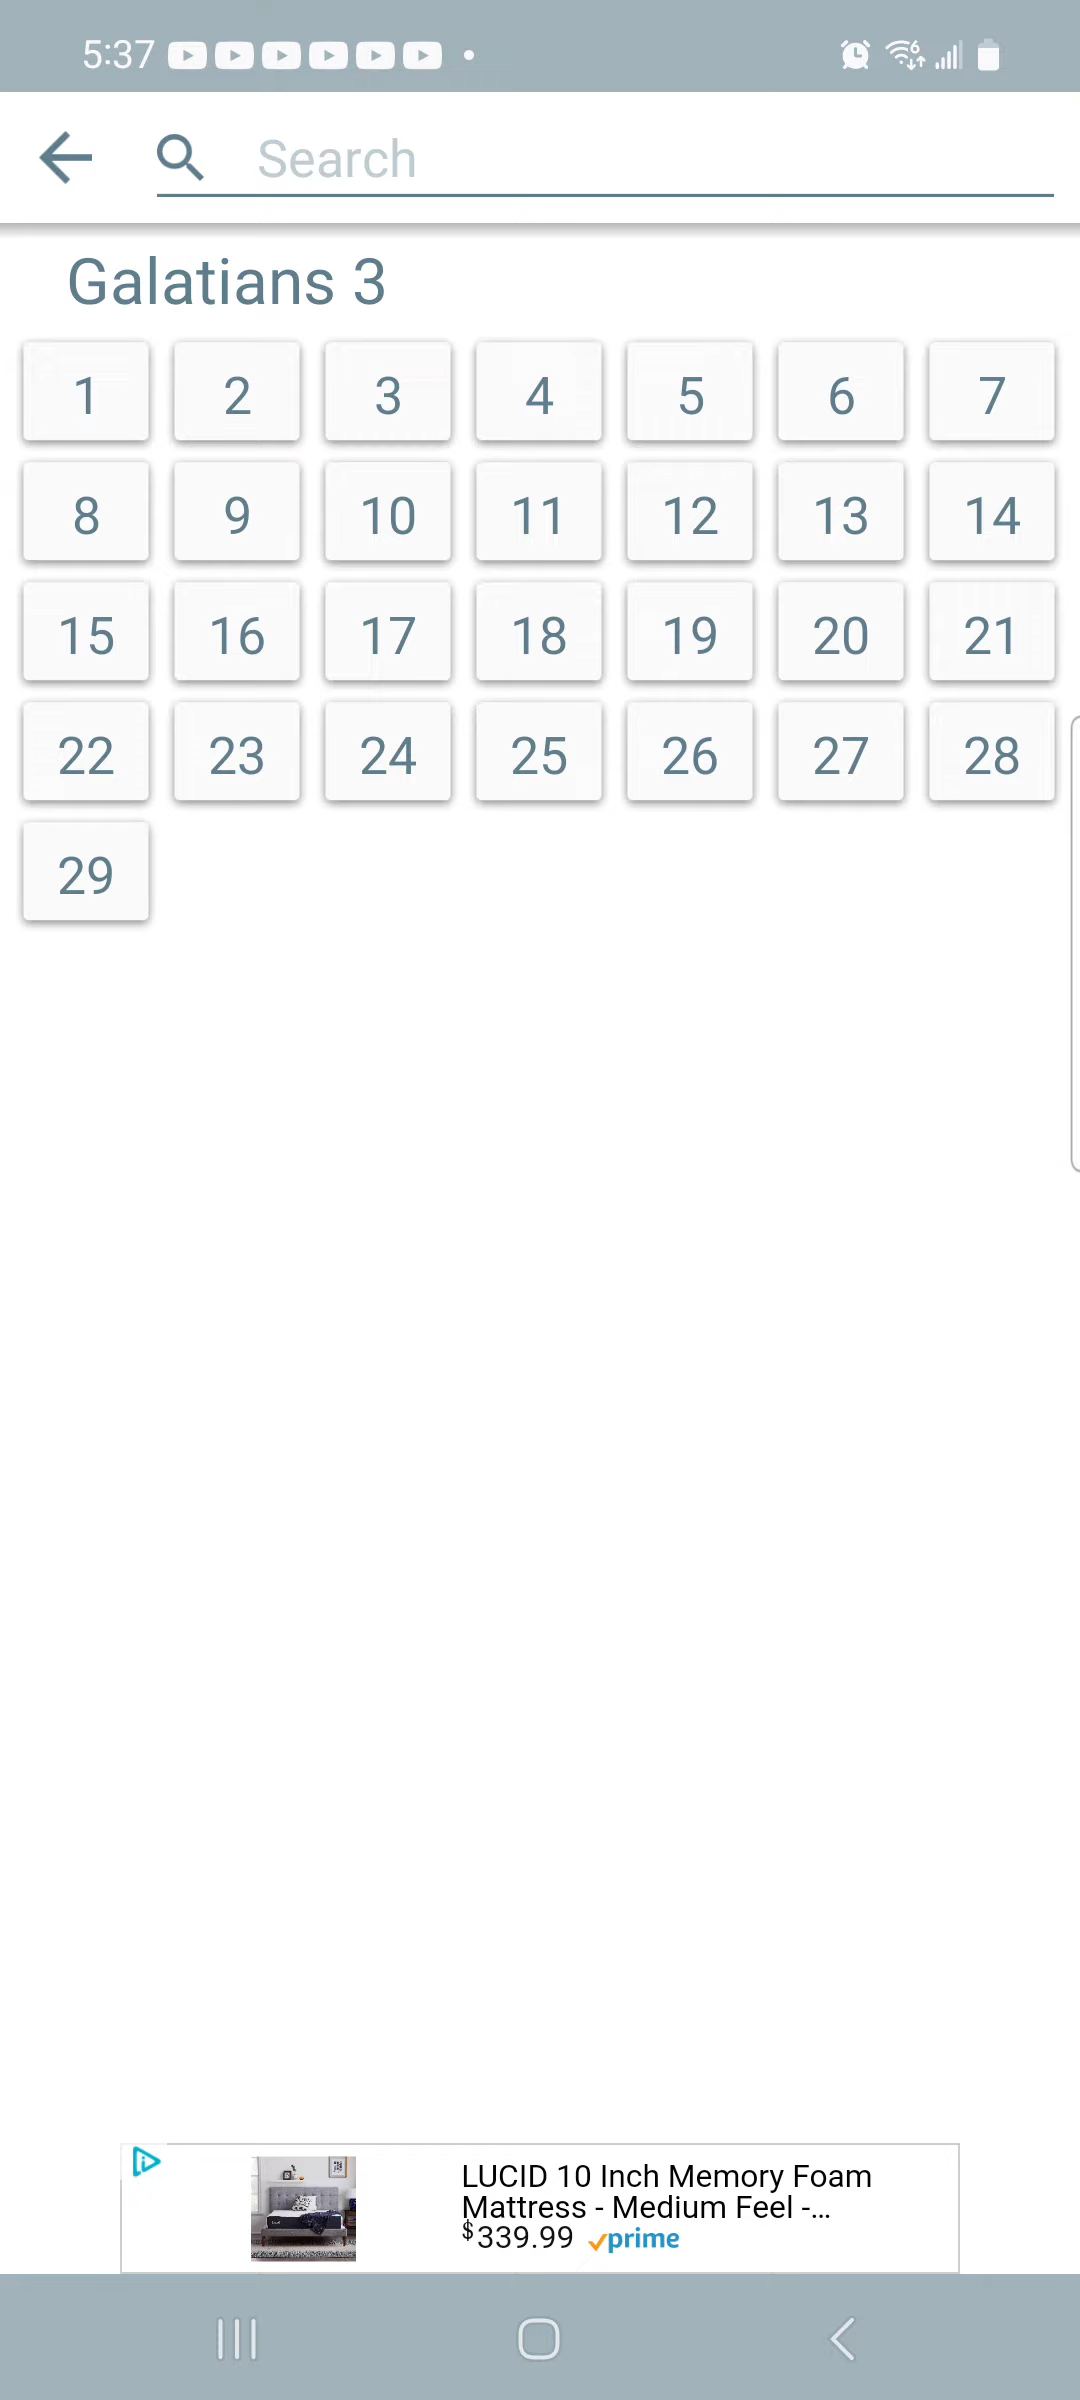 5:37
Search
Galatians 3
1 2 3 4 5 6 7
8 9 10 11 12 13 14
15 16 17 18 19 20 21
22 23 24 25 26 27 28
29
LUCID 10 Inch Memory Foam
Mattress - Medium Feel -...
$339.99 prime